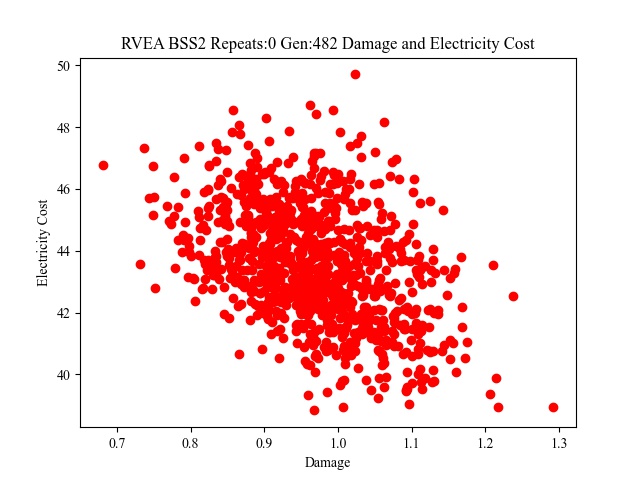 RVEA BSS2 Repeats:0 Gen:482 Damage and Electricity Cost
50
48
46
44
42
40
Electricity Cost
0.7 0.8 0.9 1.0 1.1 1.2 1.3
Damage